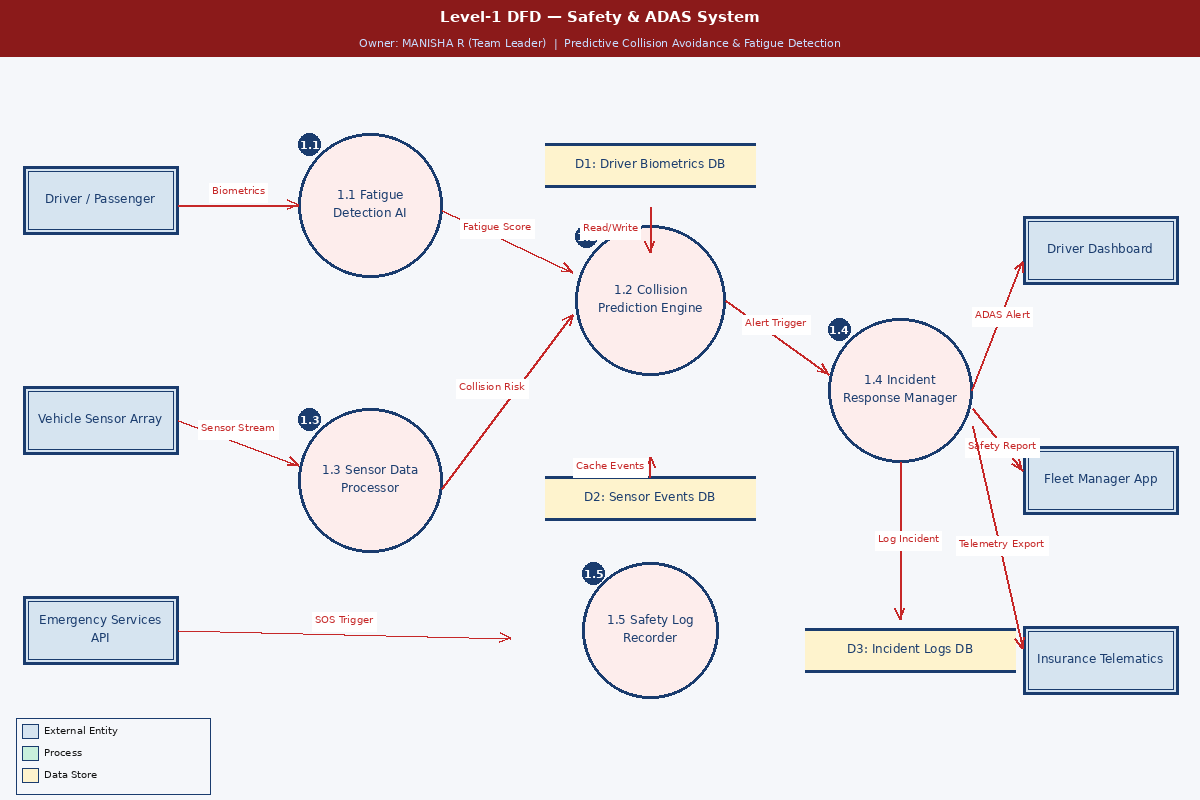 Level-1 DFD — Safety & ADAS System
Owner: MANISHA R (Team Leader)  |  Predictive Collision Avoidance & Fatigue Detection
1.1
Driver / Passenger
Biometrics
1.1 Fatigue
Detection AI
D1: Driver Biometrics DB
Fatigue Score
Read/Write
1.2 Collision
Prediction Engine
Driver Dashboard
Alert Trigger
ADAS Alert
1.4
1.4 Incident
Response Manager
Vehicle Sensor Array
Sensor Stream
1.3
1.3 Sensor Data
Processor
Collision Risk
Cache Events
D2: Sensor Events DB
Safety Report
Fleet Manager App
Log Incident
Telemetry Export
Emergency Services
API
SOS Trigger
1.5
1.5 Safety Log
Recorder
D3: Incident Logs DB
Insurance Telematics
External Entity
Process
Data Store